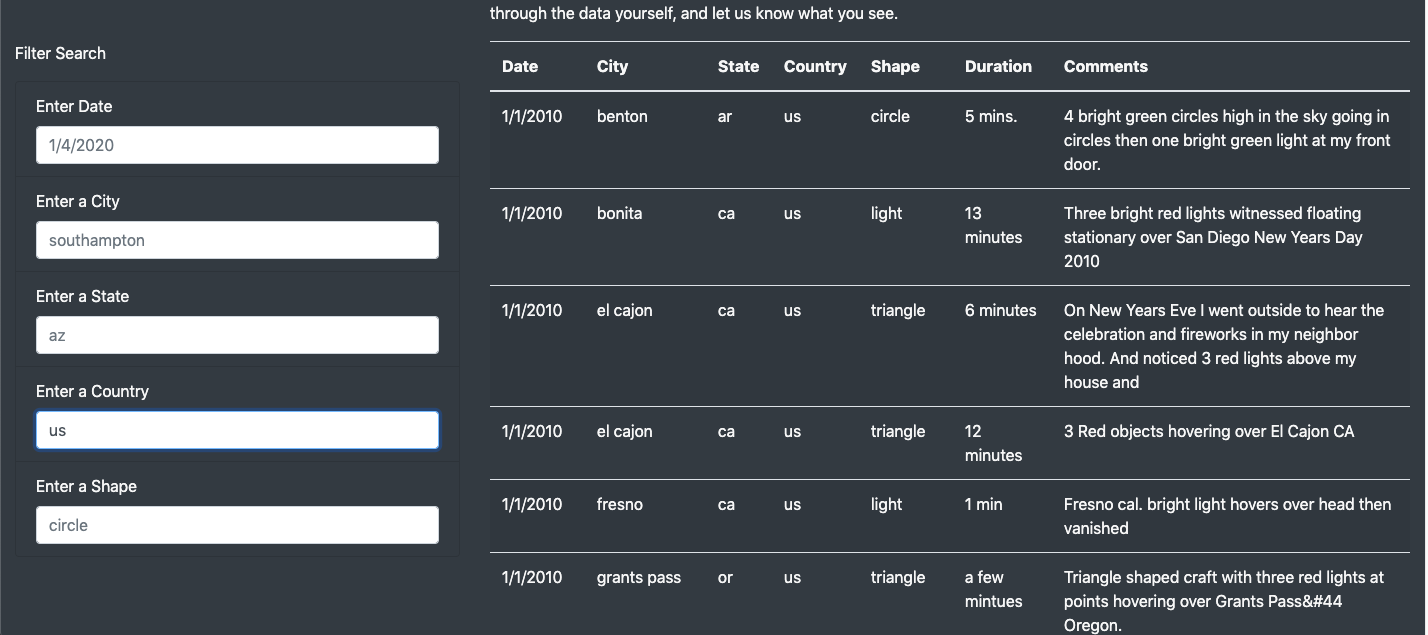 through the data yourself, and let us know what you see.
Filter Search
Enter Date
1/4/2020
Enter a City
southampton
Enter a State
az
Enter a Country
us
Enter a Shape
circle
Date City State Country Shape Duration Comments
1/1/2010 benton ar us circle 5 mins. 4 bright green circles high in the sky going in
circles then one bright green light at my front
door.
1/1/2010 bonita ca us light 13 Three bright red lights witnessed floating
minutes stationary over San Diego New Years Day
2010
1/1/2010 el cajon ca us triangle 6 minutes On New Years Eve I went outside to hear the
celebration and fireworks in my neighbor
hood. And noticed 3 red lights above my
house and
1/1/2010 el cajon ca us triangle 12 3 Red objects hovering over El Cajon CA
minutes
1/1/2010 fresno ca us light 1 min Fresno cal. bright light hovers over head then
vanished
1/1/2010 grants pass or us triangle a few Triangle shaped craft with three red lights at
mintues points hovering over Grants Pass&#44
Oregon.